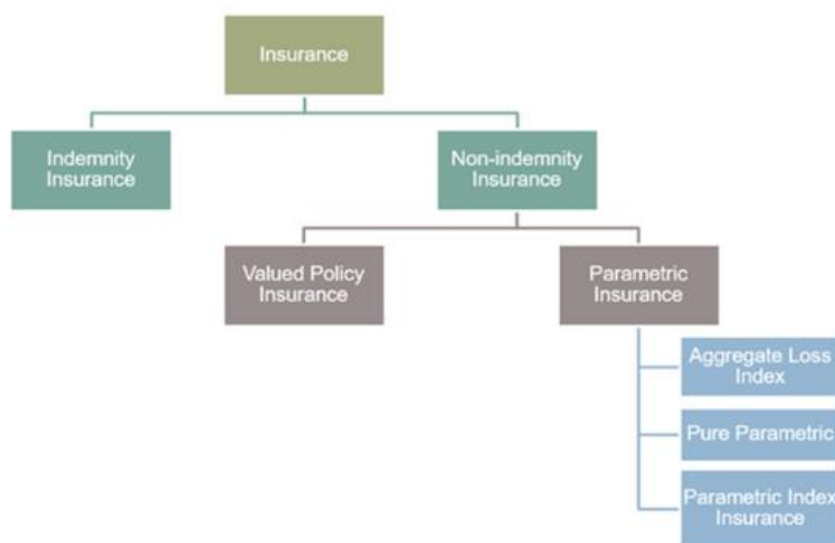 Insurance
Indemnity
Insurance
Non-indemnity
Insurance
Valued Policy
Insurance
Parametric
Insurance
Aggregate Loss
Index
Pure Parametric
Parametric Index
Insurance